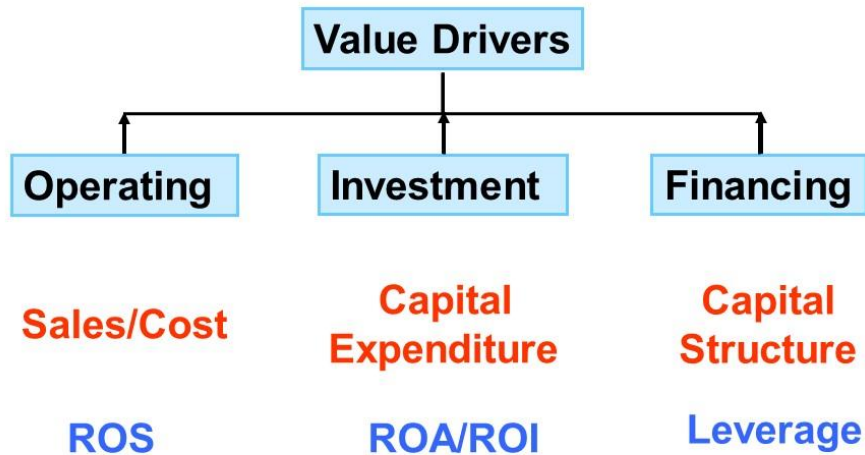 Value Drivers
Operating
Investment
Financing
Sales/Cost
Capital
Expenditure
Capital
Structure
ROS
ROA/ROI
Leverage